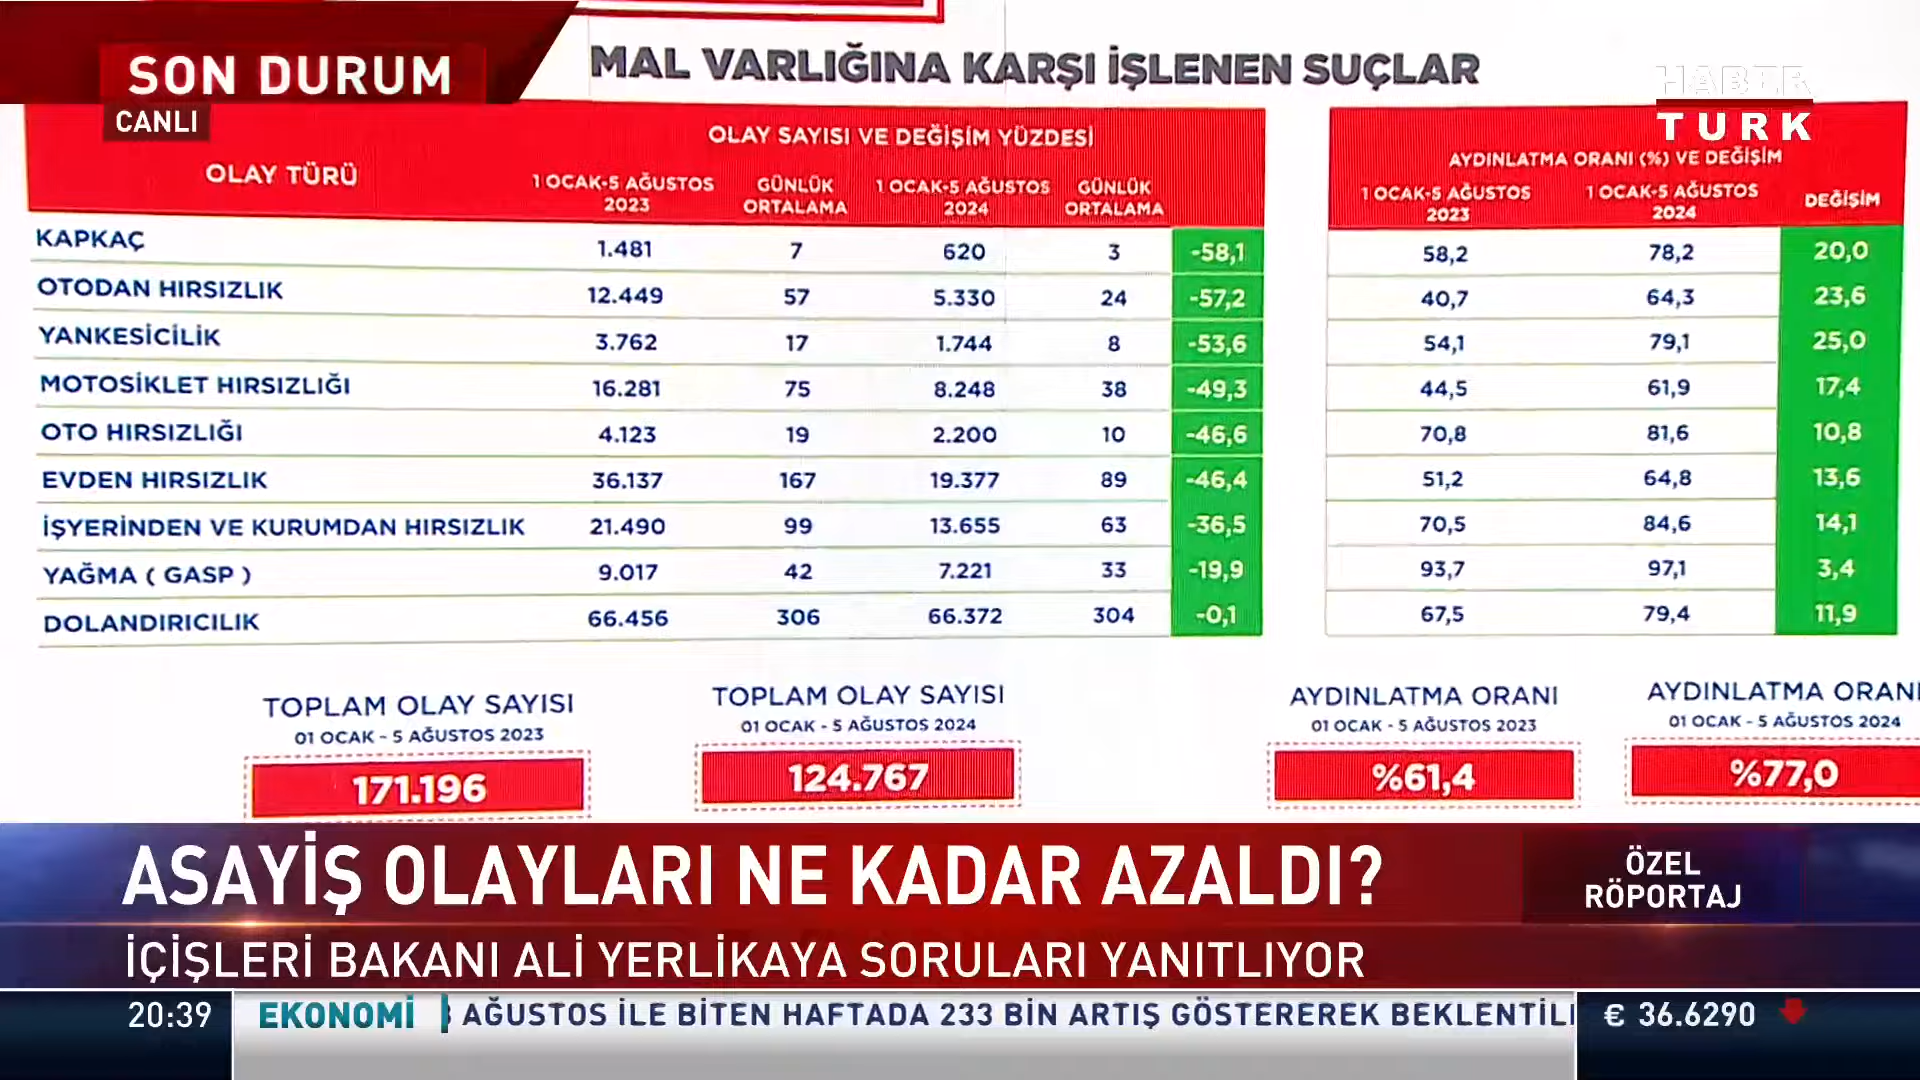 SON DURUM
CANLI
MAL VARLIĞINA KARŞI İŞLENEN SUÇLAR
HABER
TURK
OLAY TÜRÜ
OLAY SAYISI VE DEĞİŞİM YÜZDESİ
1 OCAK-5 AĞUSTOS 2023
GÜNLÜK ORTALAMA
1 OCAK-5 AĞUSTOS 2024
GÜNLÜK ORTALAMA
AYDINLATMA ORANI (%) VE DEĞİŞİM
1 OCAK-5 AĞUSTOS 2023
1 OCAK-5 AĞUSTOS 2024
DEĞİŞİM
KAPKAÇ 1.481 7 620 3 -58,1 58,2 78,2 20,0
OTODAN HIRSIZLIK 12.449 57 5.330 24 -57,2 40,7 64,3 23,6
YANKESİCİLİK 3.762 17 1.744 8 -53,6 54,1 79,1 25,0
MOTOSİKLET HIRSIZLIĞI 16.281 75 8.248 38 -49,3 44,5 61,9 17,4
OTO HIRSIZLIĞI 4.123 19 2.200 10 -46,6 70,8 81,6 10,8
EVDEN HIRSIZLIK 36.137 167 19.377 89 -46,4 51,2 64,8 13,6
İŞYERİNDEN VE KURUMDAN HIRSIZLIK 21.490 99 13.655 63 -36,5 70,5 84,6 14,1
YAĞMA ( GASP ) 9.017 42 7.221 33 -19,9 93,7 97,1 3,4
DOLANDIRICILIK 66.456 306 66.372 304 -0,1 67,5 79,4 11,9
TOPLAM OLAY SAYISI
01 OCAK - 5 AĞUSTOS 2023
171.196
TOPLAM OLAY SAYISI
01 OCAK - 5 AĞUSTOS 2024
124.767
AYDINLATMA ORANI
01 OCAK - 5 AĞUSTOS 2023
%61,4
AYDINLATMA ORANI
01 OCAK - 5 AĞUSTOS 2024
%77,0
ASAYİŞ OLAYLARI NE KADAR AZALDI?
ÖZEL
RÖPORTAJ
İÇİŞLERİ BAKANI ALİ YERLİKAYA SORULARI YANITLIYOR
20:39 EKONOMİ AĞUSTOS İLE BİTEN HAFTADA 233 BİN ARTIŞ GÖSTEREREK € 36.6290